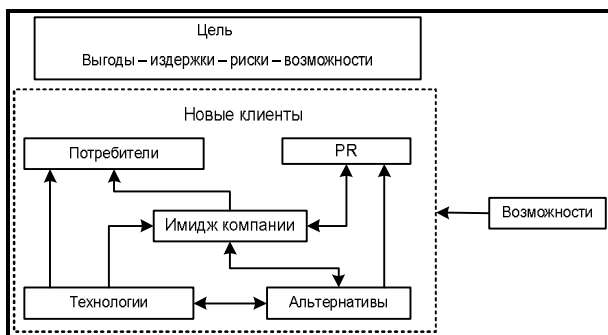 Цель
Выгоды – издержки – риски – возможности
Новые клиенты
Потребители
PR
Имидж компании
Возможности
Технологии
Альтернативы